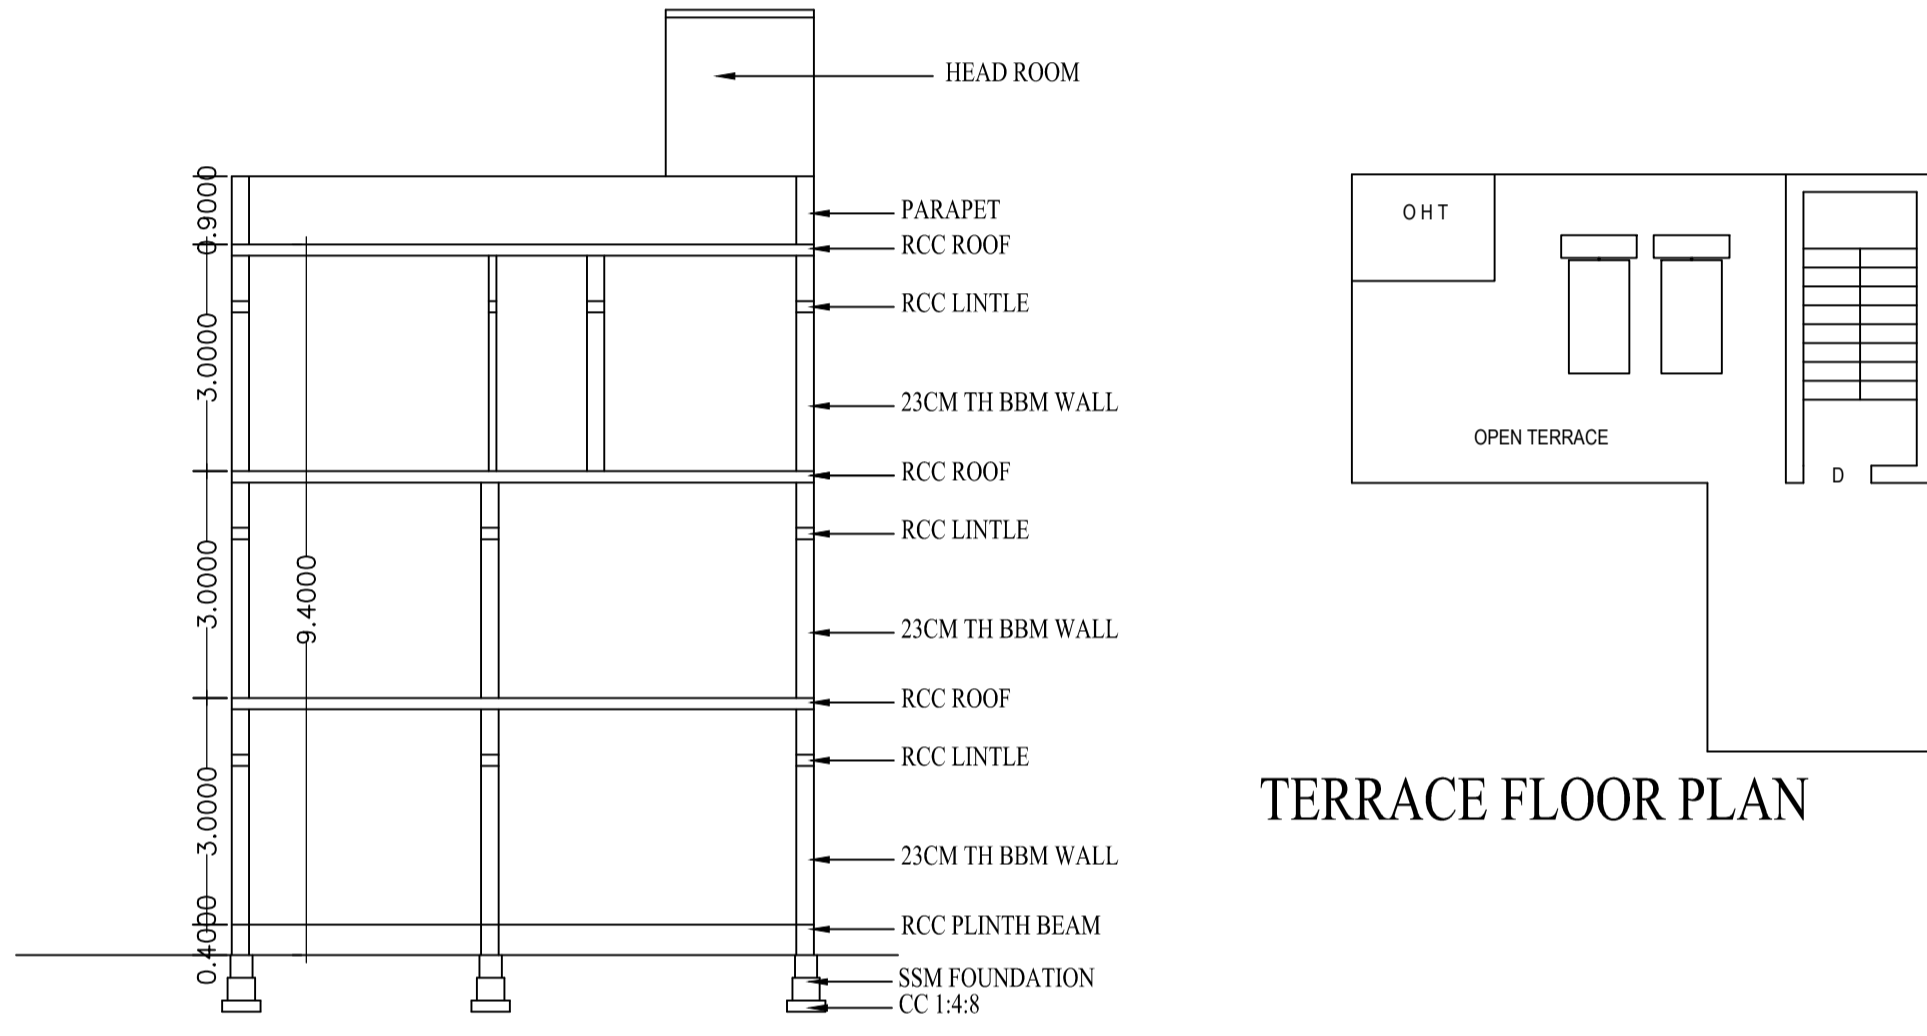 HEAD ROOM
PARAPET
RCC ROOF
RCC LINTLE
23CM TH BBM WALL
RCC ROOF
RCC LINTLE
23CM TH BBM WALL
RCC ROOF
RCC LINTLE
23CM TH BBM WALL
RCC PLINTH BEAM
SSM FOUNDATION
CC 1:4:8
0.9000
3.0000
3.0000
3.0000
0.4000
9.4000
O H T
OPEN TERRACE
D
TERRACE FLOOR PLAN